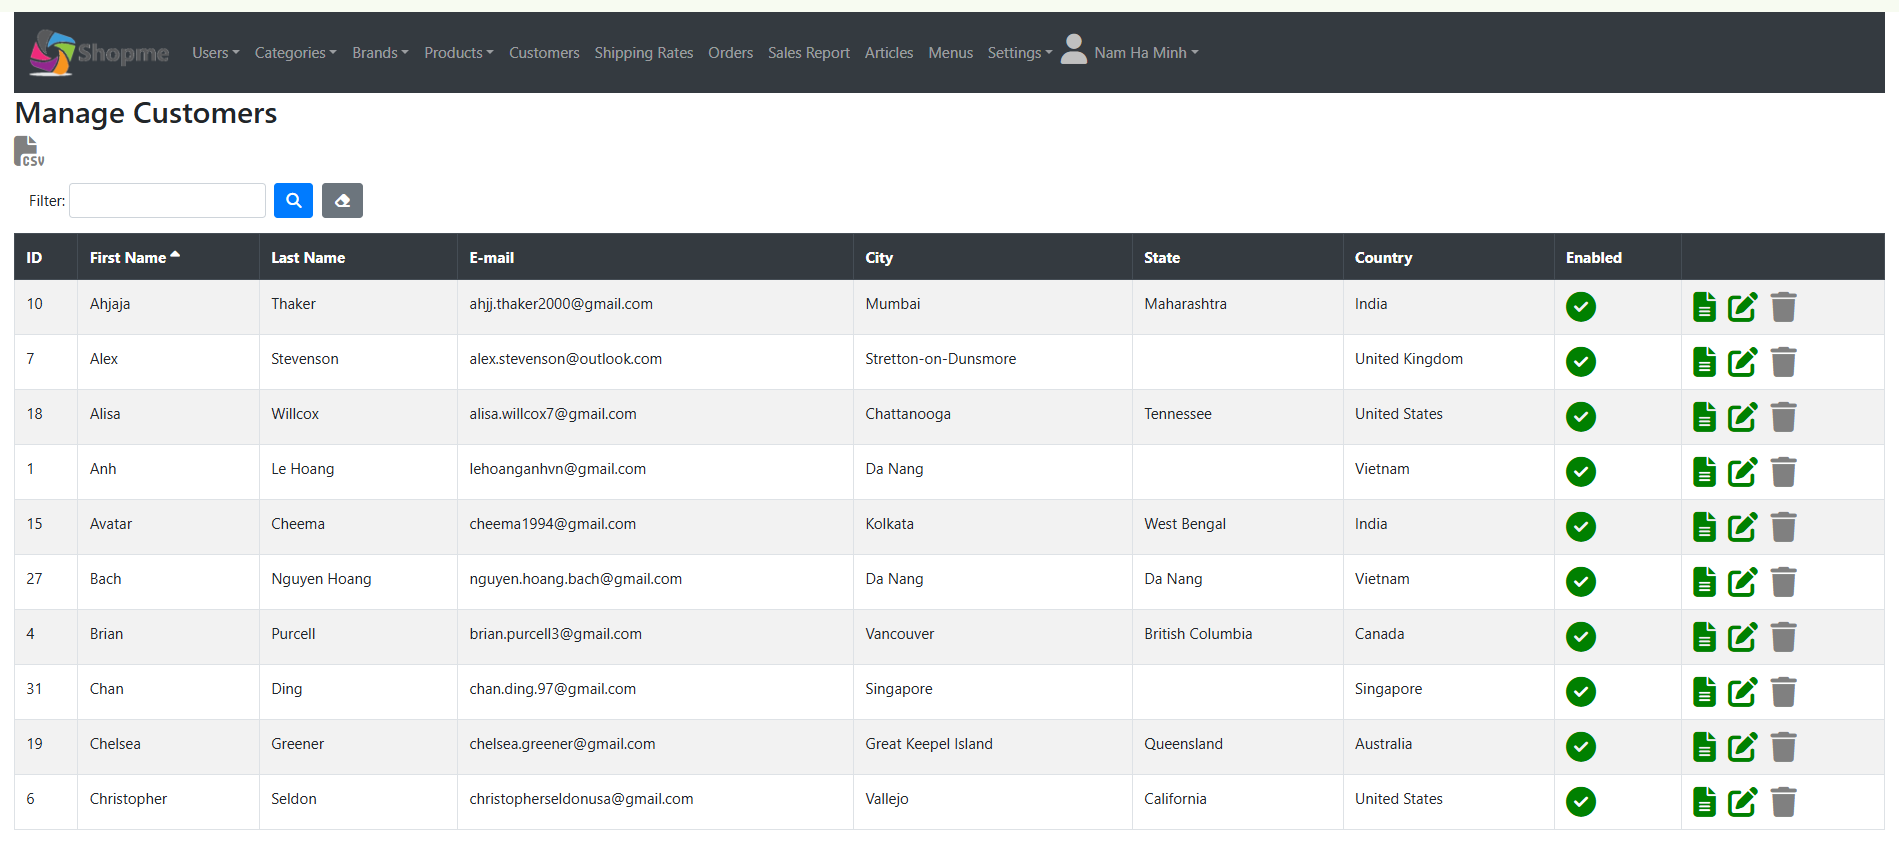 Shopme Users Categories Brands Products Customers Shipping Rates Orders Sales Report Articles Menus Settings Nam Ha Minh
Manage Customers
CSV
Filter:
ID First Name Last Name E-mail City State Country Enabled
10 Ahjaja Thaker ahjj.thaker2000@gmail.com Mumbai Maharashtra India
7 Alex Stevenson alex.stevenson@outlook.com Stretton-on-Dunsmore United Kingdom
18 Alisa Willcox alisa.willcox7@gmail.com Chattanooga Tennessee United States
1 Anh Le Hoang lehoanganhvn@gmail.com Da Nang Vietnam
15 Avatar Cheema cheema1994@gmail.com Kolkata West Bengal India
27 Bach Nguyen Hoang nguyen.hoang.bach@gmail.com Da Nang Da Nang Vietnam
4 Brian Purcell brian.purcell3@gmail.com Vancouver British Columbia Canada
31 Chan Ding chan.ding.97@gmail.com Singapore Singapore
19 Chelsea Greener chelsea.greener@gmail.com Great Keepel Island Queensland Australia
6 Christopher Seldon christopherseldonusa@gmail.com Vallejo California United States